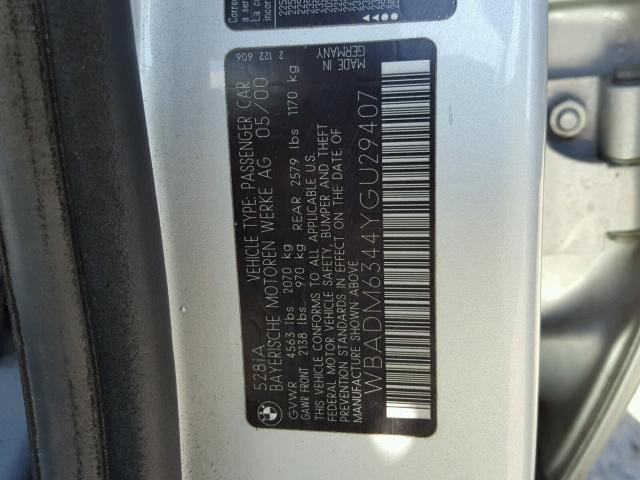 528iA
VEHICLE TYPE: PASSENGER CAR
BAYERISCHE MOTOREN WERKE AG 05/00
GVWR 4563 lbs 2070 kg
GAWR FRONT 2138 lbs 970 kg REAR 2579 lbs 1170 kg
THIS VEHICLE CONFORMS TO ALL APPLICABLE U.S.
FEDERAL MOTOR VEHICLE SAFETY, BUMPER AND THEFT
PREVENTION STANDARDS IN EFFECT ON THE DATE OF
MANUFACTURE SHOWN ABOVE.
WBADM6344YGU29407
2 122 606
MADE IN
GERMANY